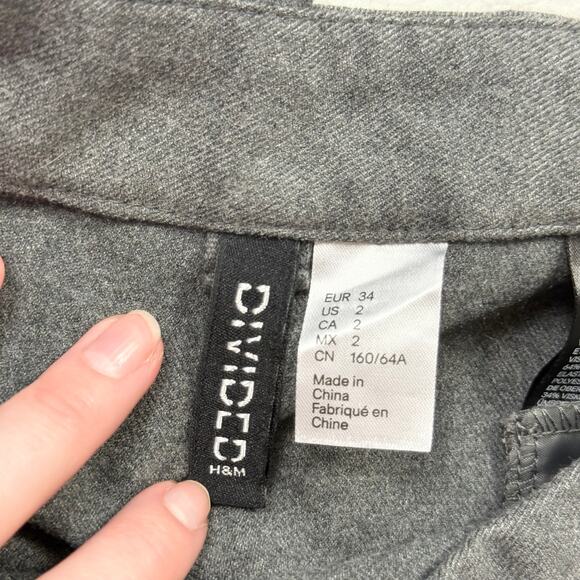 DIVIDED
H&M
EUR 34
US 2
CA 2
MX 2
CN 160/64A
Made in
China
Fabriqué en
Chine